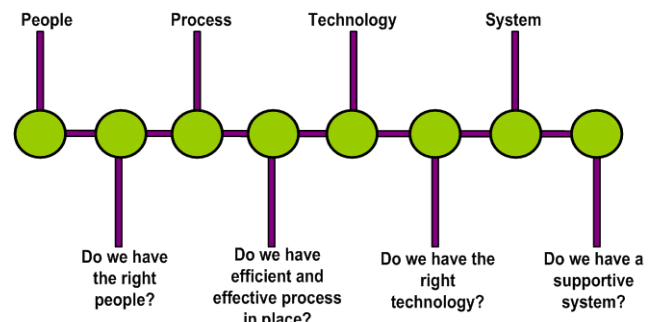 People
Process
Technology
System
Do we have
the right
people?
Do we have
efficient and
effective process
in place?
Do we have the
right
technology?
Do we have a
supportive
system?